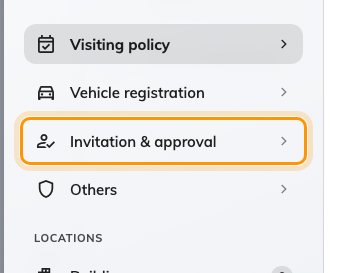 Visiting policy
Vehicle registration
Invitation & approval
Others
LOCATIONS